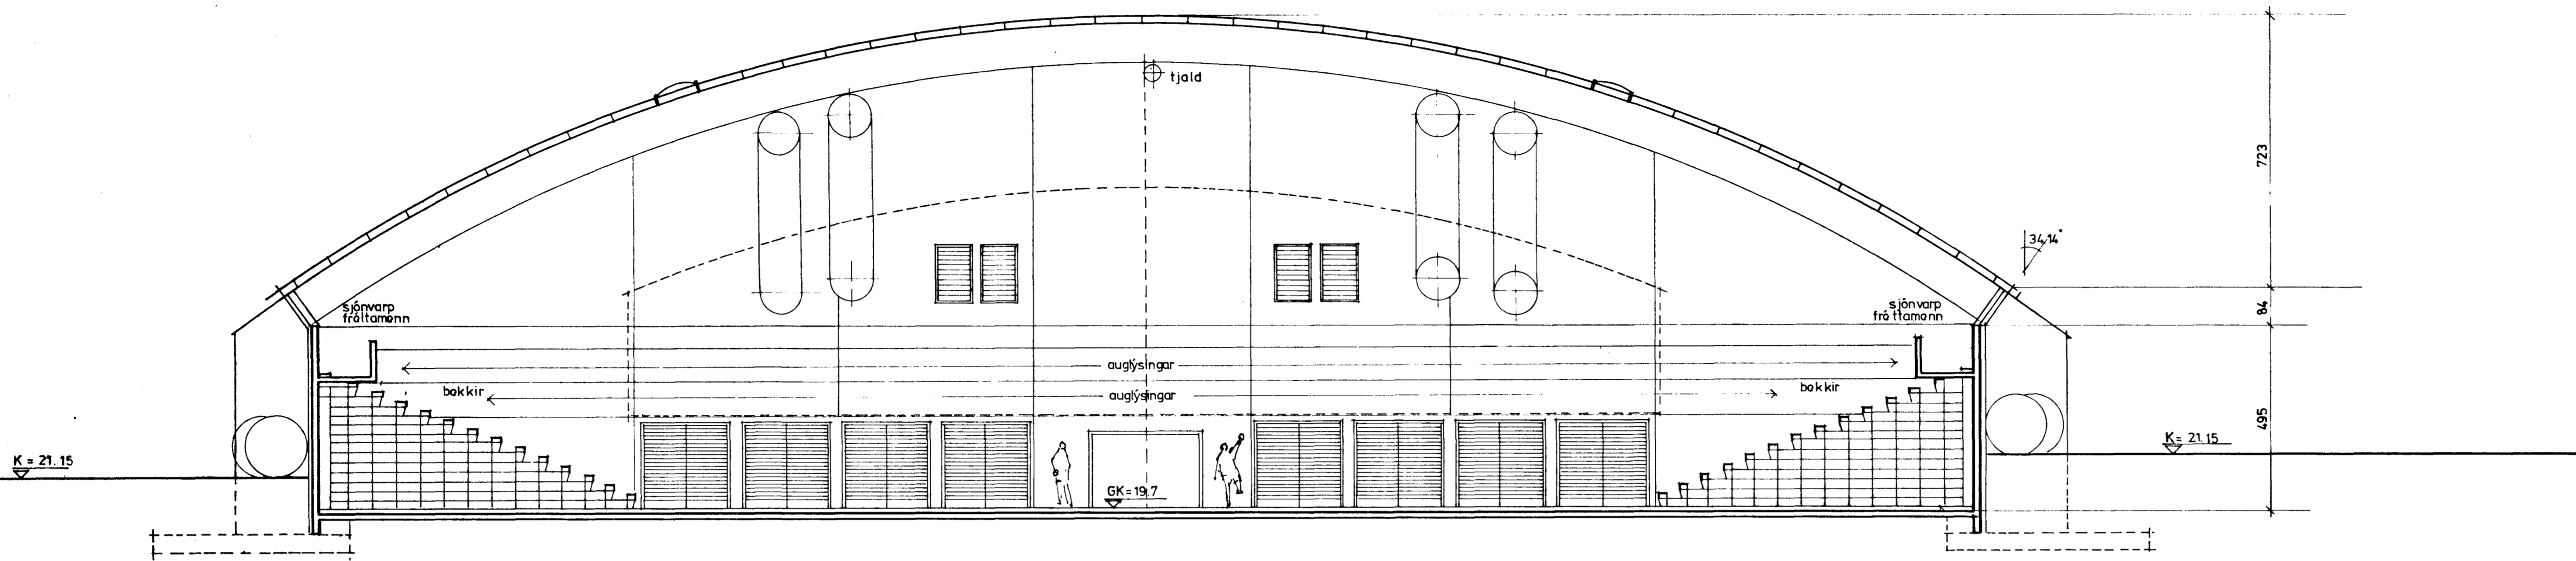 tjald
723
34,14°
sjónvarp
fréttamenn
sjónvarp
fréttamenn
84
auglýsingar
bekkir
bekkir
auglýsingar
495
K = 21.15
K = 21.15
GK = 19.7